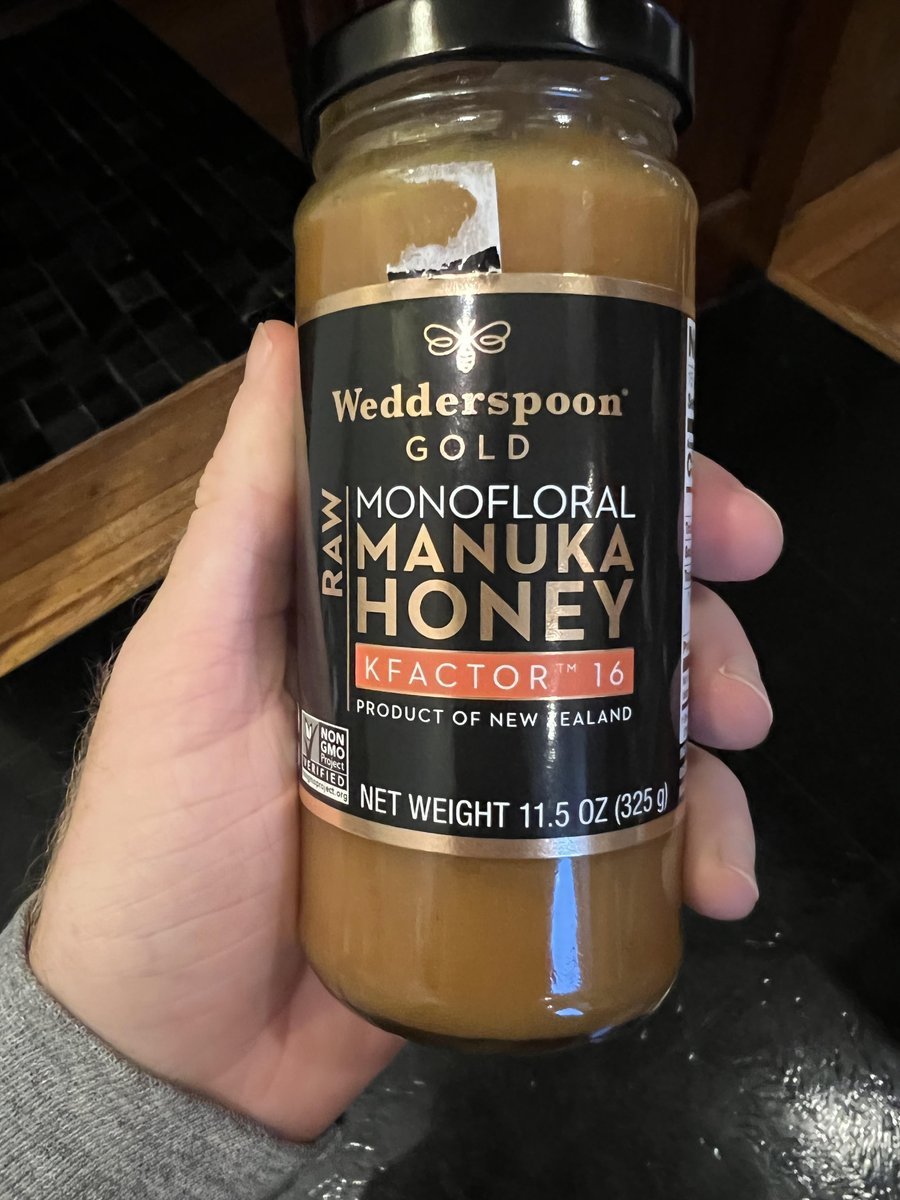 Wedderspoon®
GOLD
RAW
MONOFLORAL
MANUKA
HONEY
KFACTOR™ 16
PRODUCT OF NEW ZEALAND
NON
GMO
Project
VERIFIED
NET WEIGHT 11.5 OZ (325 g)